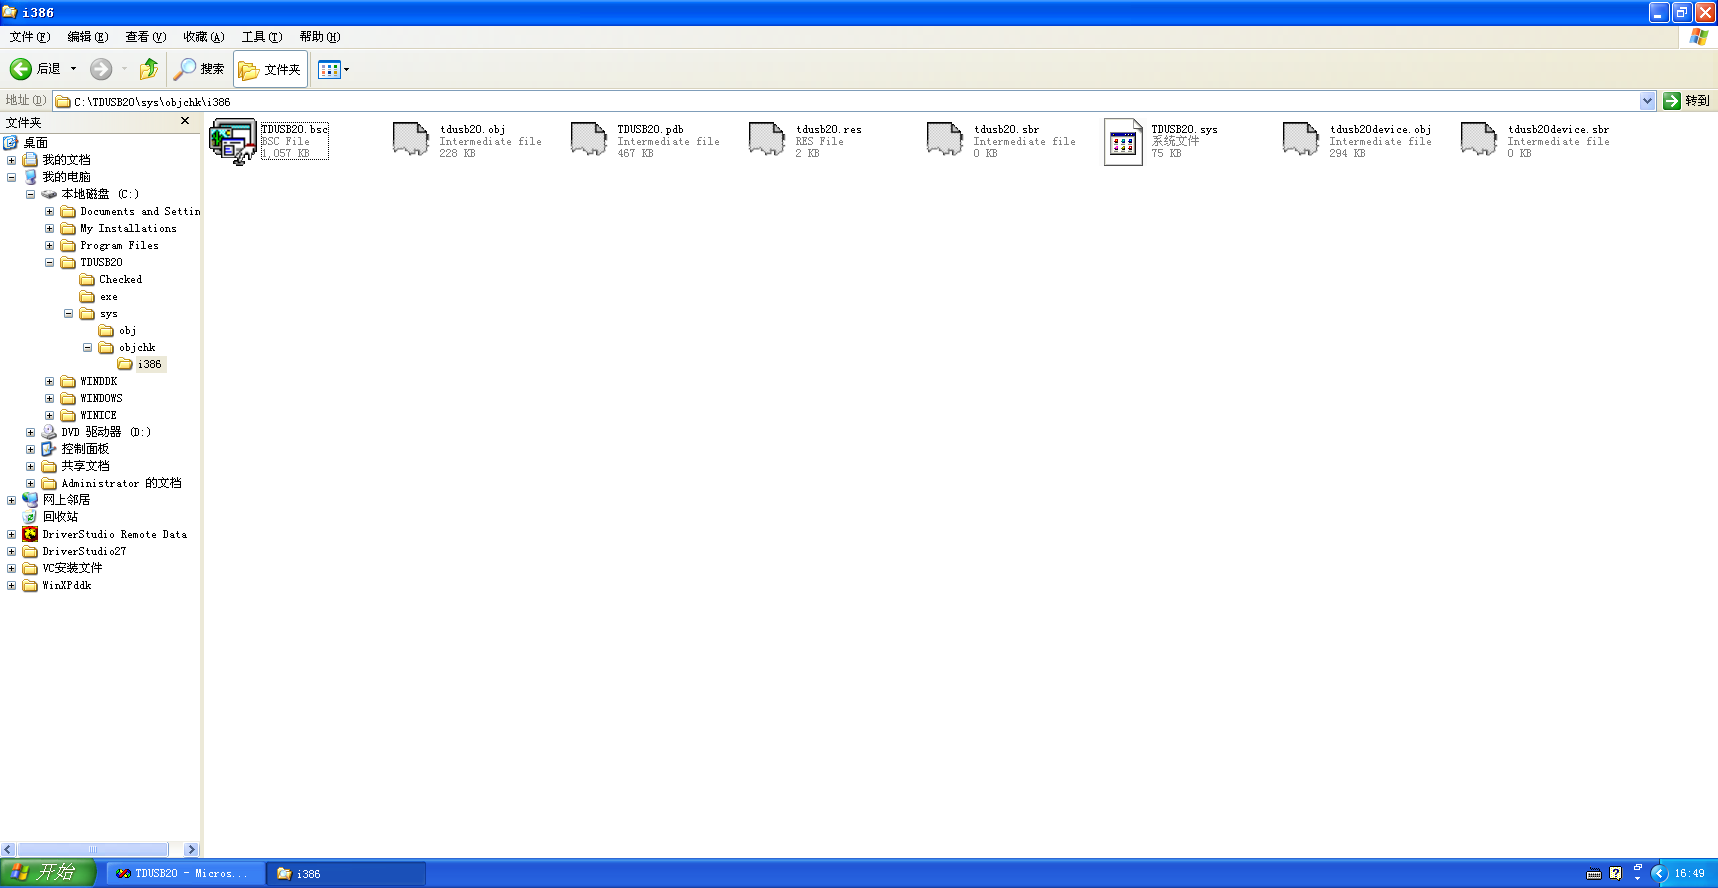 i386
文件(F) 编辑(E) 查看(V) 收藏(A) 工具(T) 帮助(H)
后退 搜索 文件夹
地址(D) C:\TDUSB20\sys\objchk\i386 转到
文件夹
桌面
我的文档
我的电脑
本地磁盘 (C:)
Documents and Settin
My Installations
Program Files
TDUSB20
Checked
exe
sys
obj
objchk
i386
WINDDK
WINDOWS
WINICE
DVD 驱动器 (D:)
控制面板
共享文档
Administrator 的文档
网上邻居
回收站
DriverStudio Remote Data
DriverStudio27
VC安装文件
WinXPddk
TDUSB20.bsc
BSC File
1,057 KB
tdusb20.obj
Intermediate file
228 KB
TDUSB20.pdb
Intermediate file
467 KB
tdusb20.res
RES File
2 KB
tdusb20.sbr
Intermediate file
0 KB
TDUSB20.sys
系统文件
75 KB
tdusb20device.obj
Intermediate file
294 KB
tdusb20device.sbr
Intermediate file
0 KB
开始 TDUSB20 - Micros... i386 16:49